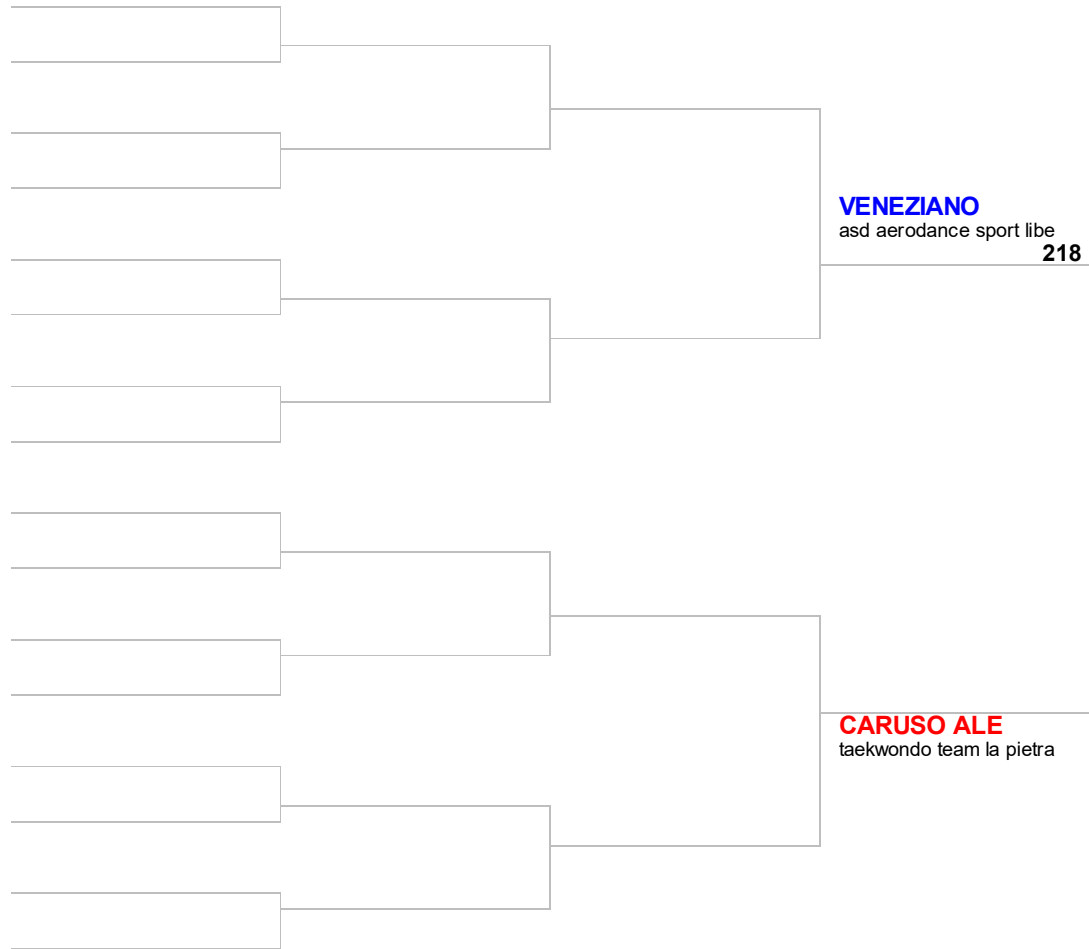 VENEZIANO
asd aerodance sport libe
218
CARUSO ALE
taekwondo team la pietra